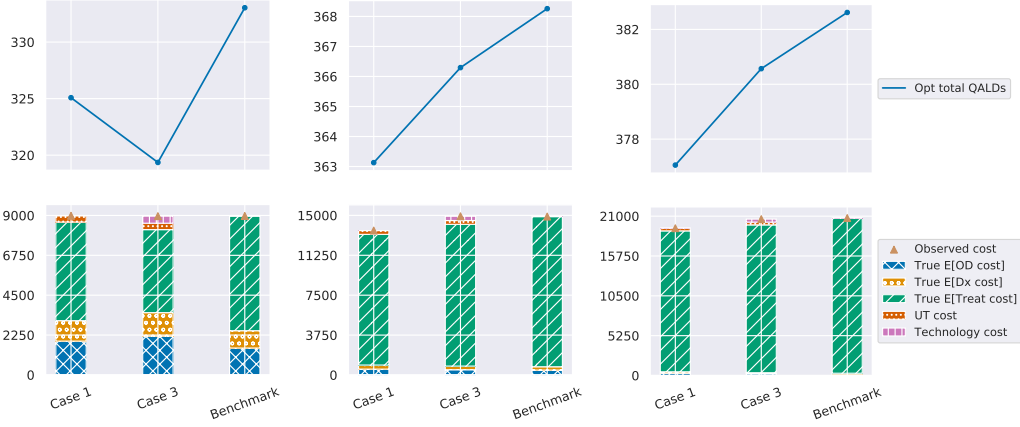 330
325
320
368
367
366
365
364
363
382
380
378
Opt total QALDs
9000
6750
4500
2250
0
Case 1
Case 3
Benchmark
15000
11250
7500
3750
0
Case 1
Case 3
Benchmark
21000
15750
10500
5250
0
Case 1
Case 3
Benchmark
Observed cost
True E[OD cost]
True E[Dx cost]
True E[Treat cost]
UT cost
Technology cost